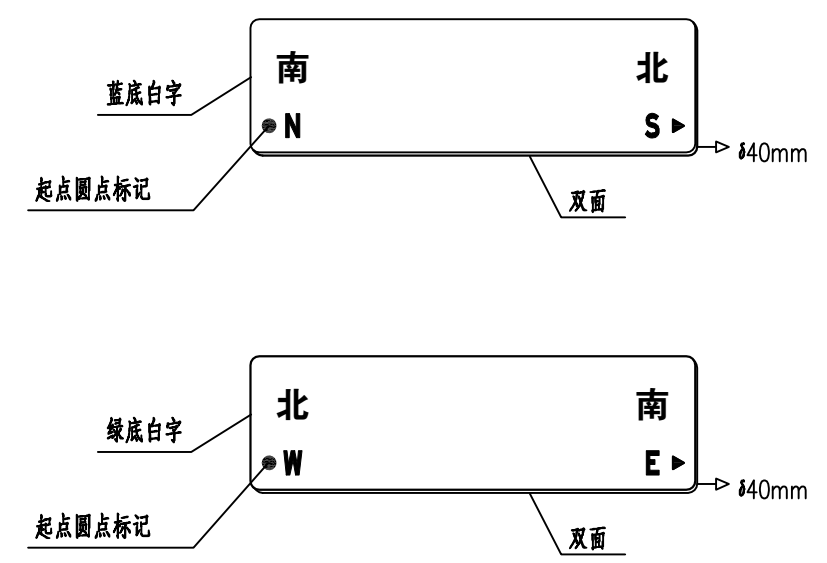 南 北
蓝底白字
N S
δ40mm
起点圆点标记
双面
北 南
绿底白字
W E
δ40mm
起点圆点标记
双面